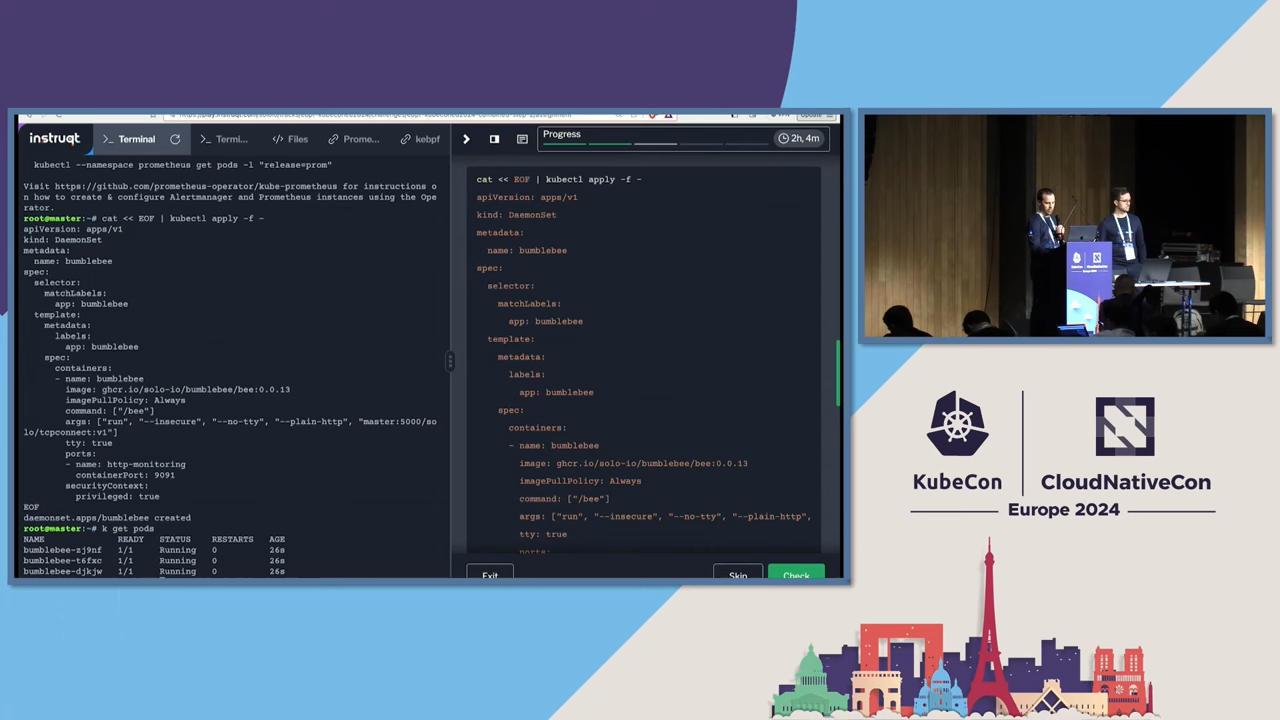 instruqt
>_ Terminal
>_ Termi...
</> Files
Prome...
kebpf
Progress
2h, 4m
kubectl --namespace prometheus get pods -l "release=prom"
Visit https://github.com/prometheus-operator/kube-prometheus for instructions o
n how to create & configure Alertmanager and Prometheus instances using the Ope
rator.
root@master:~# cat << EOF | kubectl apply -f -
apiVersion: apps/v1
kind: DaemonSet
metadata:
  name: bumblebee
spec:
  selector:
    matchLabels:
      app: bumblebee
  template:
    metadata:
      labels:
        app: bumblebee
    spec:
      containers:
      - name: bumblebee
        image: ghcr.io/solo-io/bumblebee/bee:0.0.13
        imagePullPolicy: Always
        command: ["/bee"]
        args: ["run", "--insecure", "--no-tty", "--plain-http", "master:5000/so
lo/tcpconnect:v1"]
        tty: true
        ports:
        - name: http-monitoring
          containerPort: 9091
        securityContext:
          privileged: true
EOF
daemonset.apps/bumblebee created
root@master:~# k get pods
NAME READY STATUS RESTARTS AGE
bumblebee-zj9nf 1/1 Running 0 26s
bumblebee-t6fxc 1/1 Running 0 26s
bumblebee-djkjw 1/1 Running 0 26s
cat << EOF | kubectl apply -f -
apiVersion: apps/v1
kind: DaemonSet
metadata:
  name: bumblebee
spec:
  selector:
    matchLabels:
      app: bumblebee
  template:
    metadata:
      labels:
        app: bumblebee
    spec:
      containers:
      - name: bumblebee
        image: ghcr.io/solo-io/bumblebee/bee:0.0.13
        imagePullPolicy: Always
        command: ["/bee"]
        args: ["run", "--insecure", "--no-tty", "--plain-http",
        tty: true
        ports:
Exit
Skip
Check
KubeCon
CloudNativeCon
Europe 2024